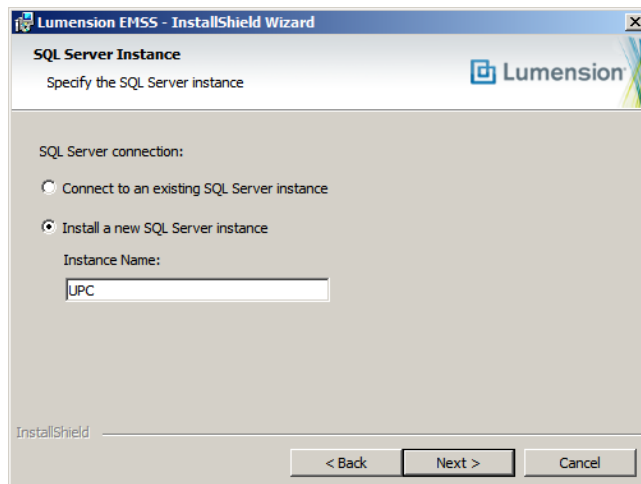 Lumension EMSS - InstallShield Wizard
SQL Server Instance
Specify the SQL Server instance
Lumension
SQL Server connection:
Connect to an existing SQL Server instance
Install a new SQL Server instance
Instance Name:
UPC
InstallShield
< Back Next > Cancel